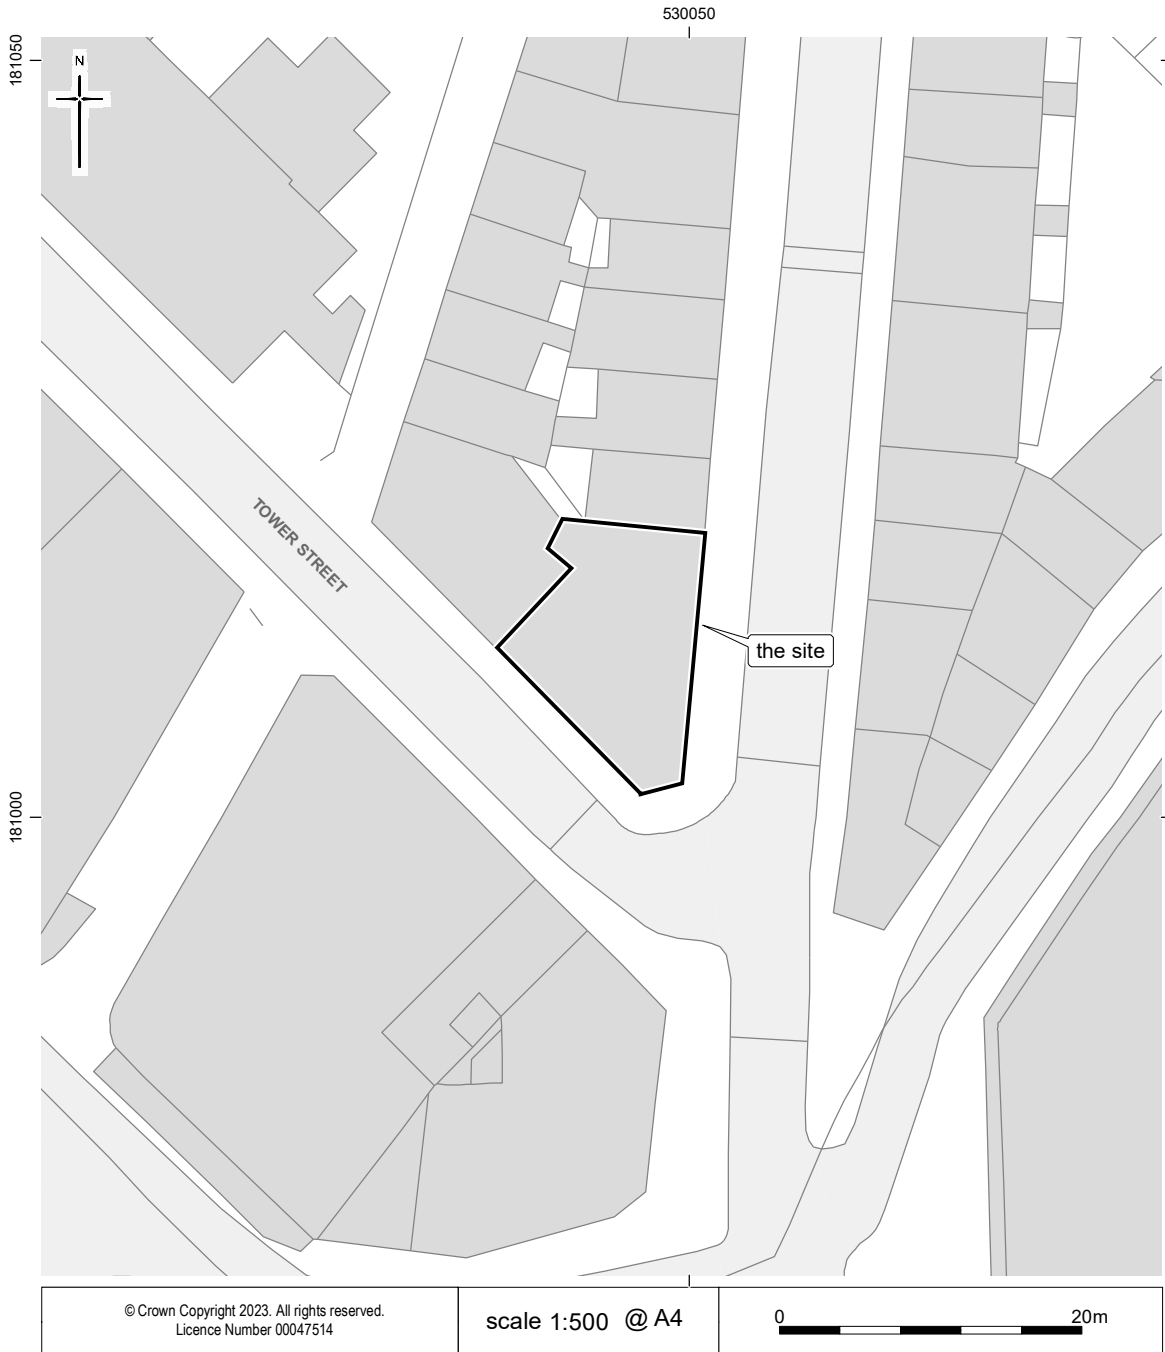 530050
181050
N
TOWER STREET
the site
181000
© Crown Copyright 2023. All rights reserved.
Licence Number 00047514
scale 1:500 @ A4
0 20m